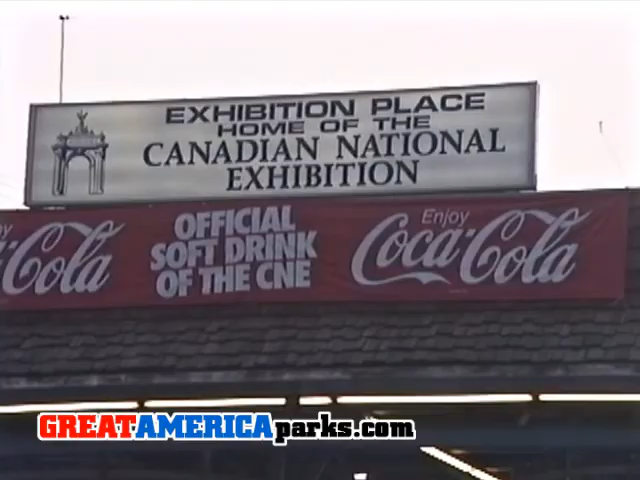 EXHIBITION PLACE
HOME OF THE
CANADIAN NATIONAL
EXHIBITION
Coca-Cola
OFFICIAL
SOFT DRINK
OF THE CNE
Enjoy
Coca-Cola
GREATAMERICAparks.com